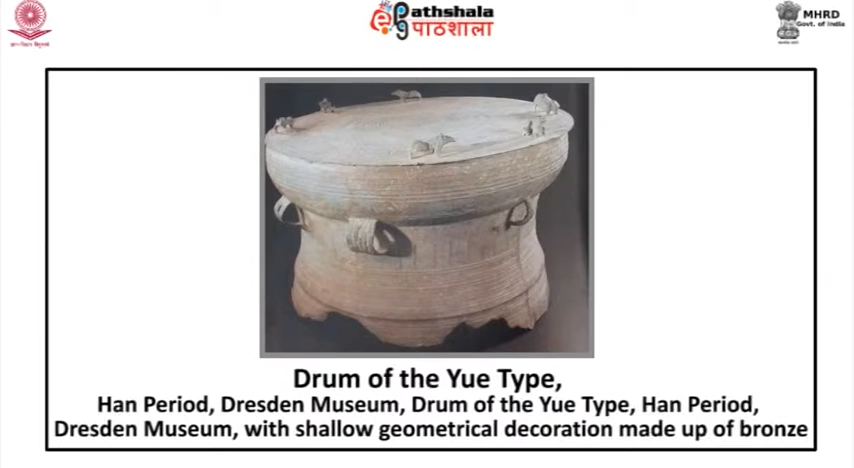 epgpathshala
पाठशाला
MHRD
Govt. of India
Drum of the Yue Type,
Han Period, Dresden Museum, Drum of the Yue Type, Han Period,
Dresden Museum, with shallow geometrical decoration made up of bronze